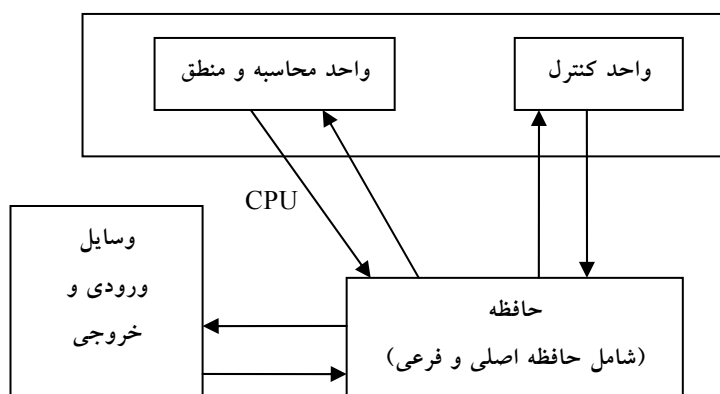 واحد محاسبه و منطق
واحد کنترل
CPU
وسایل
ورودی و
خروجی
حافظه
(شامل حافظه اصلی و فرعی)